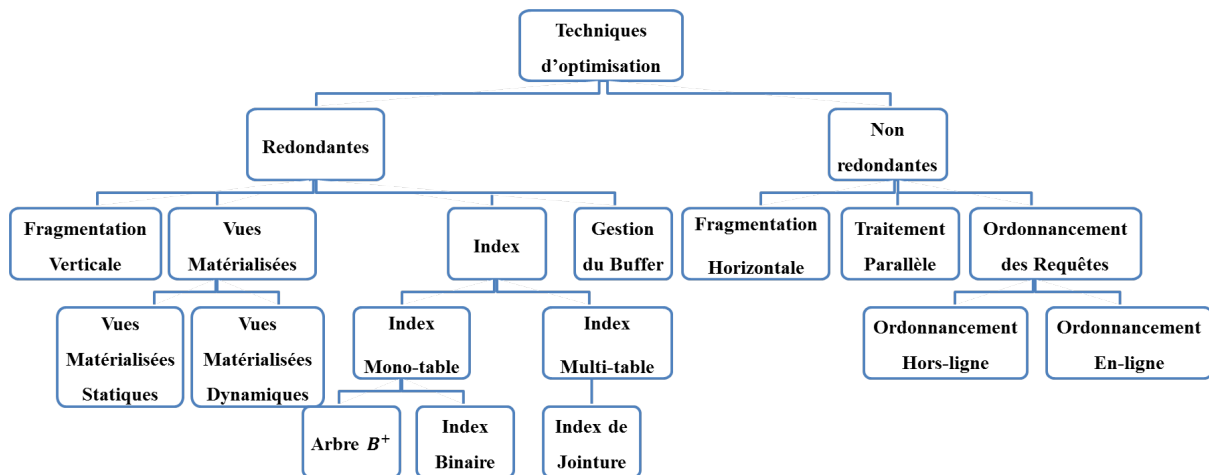 Techniques
d’optimisation
Redondantes
Non
redondantes
Fragmentation
Verticale
Vues
Matérialisées
Index
Gestion
du Buffer
Fragmentation
Horizontale
Traitement
Parallèle
Ordonnancement
des Requêtes
Vues
Matérialisées
Statiques
Vues
Matérialisées
Dynamiques
Index
Mono-table
Index
Multi-table
Ordonnancement
Hors-ligne
Ordonnancement
En-ligne
Arbre B⁺
Index
Binaire
Index de
Jointure